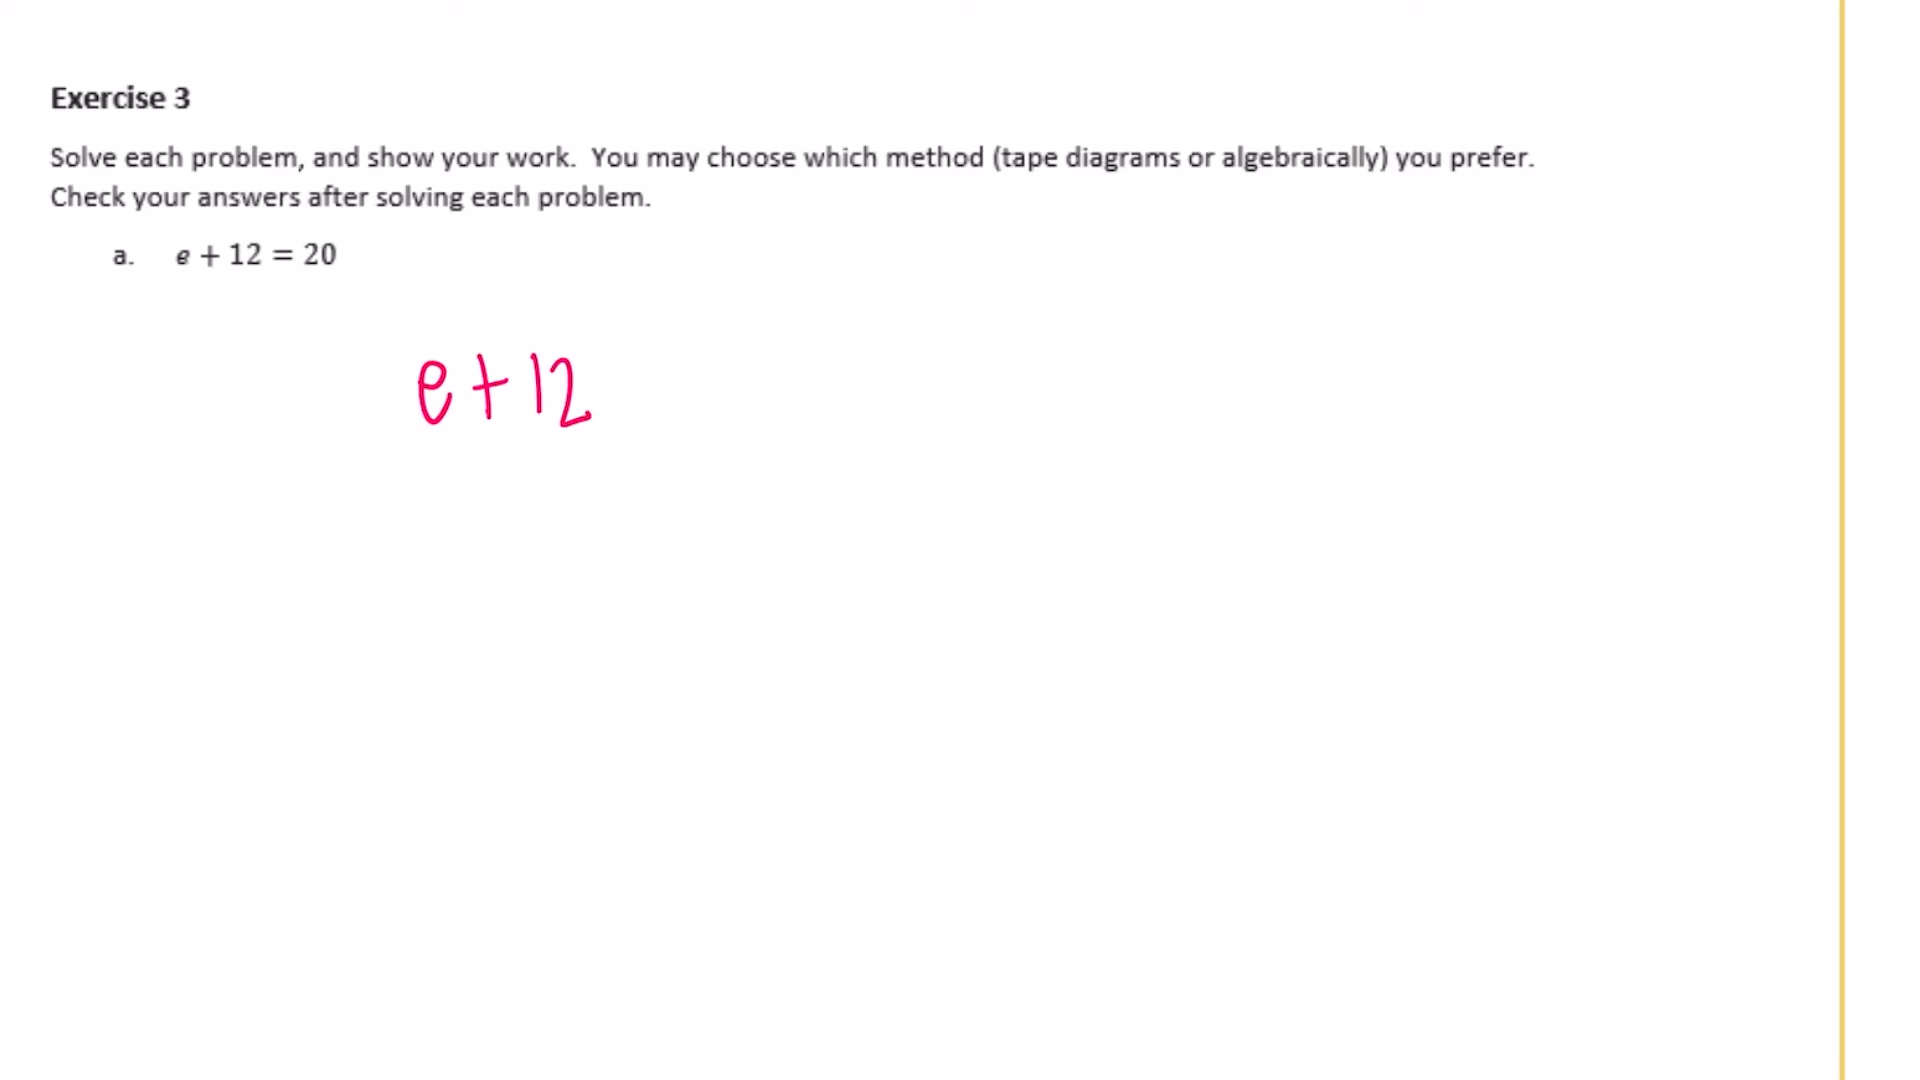 Exercise 3
Solve each problem, and show your work. You may choose which method (tape diagrams or algebraically) you prefer.
Check your answers after solving each problem.
a. e + 12 = 20
e + 12